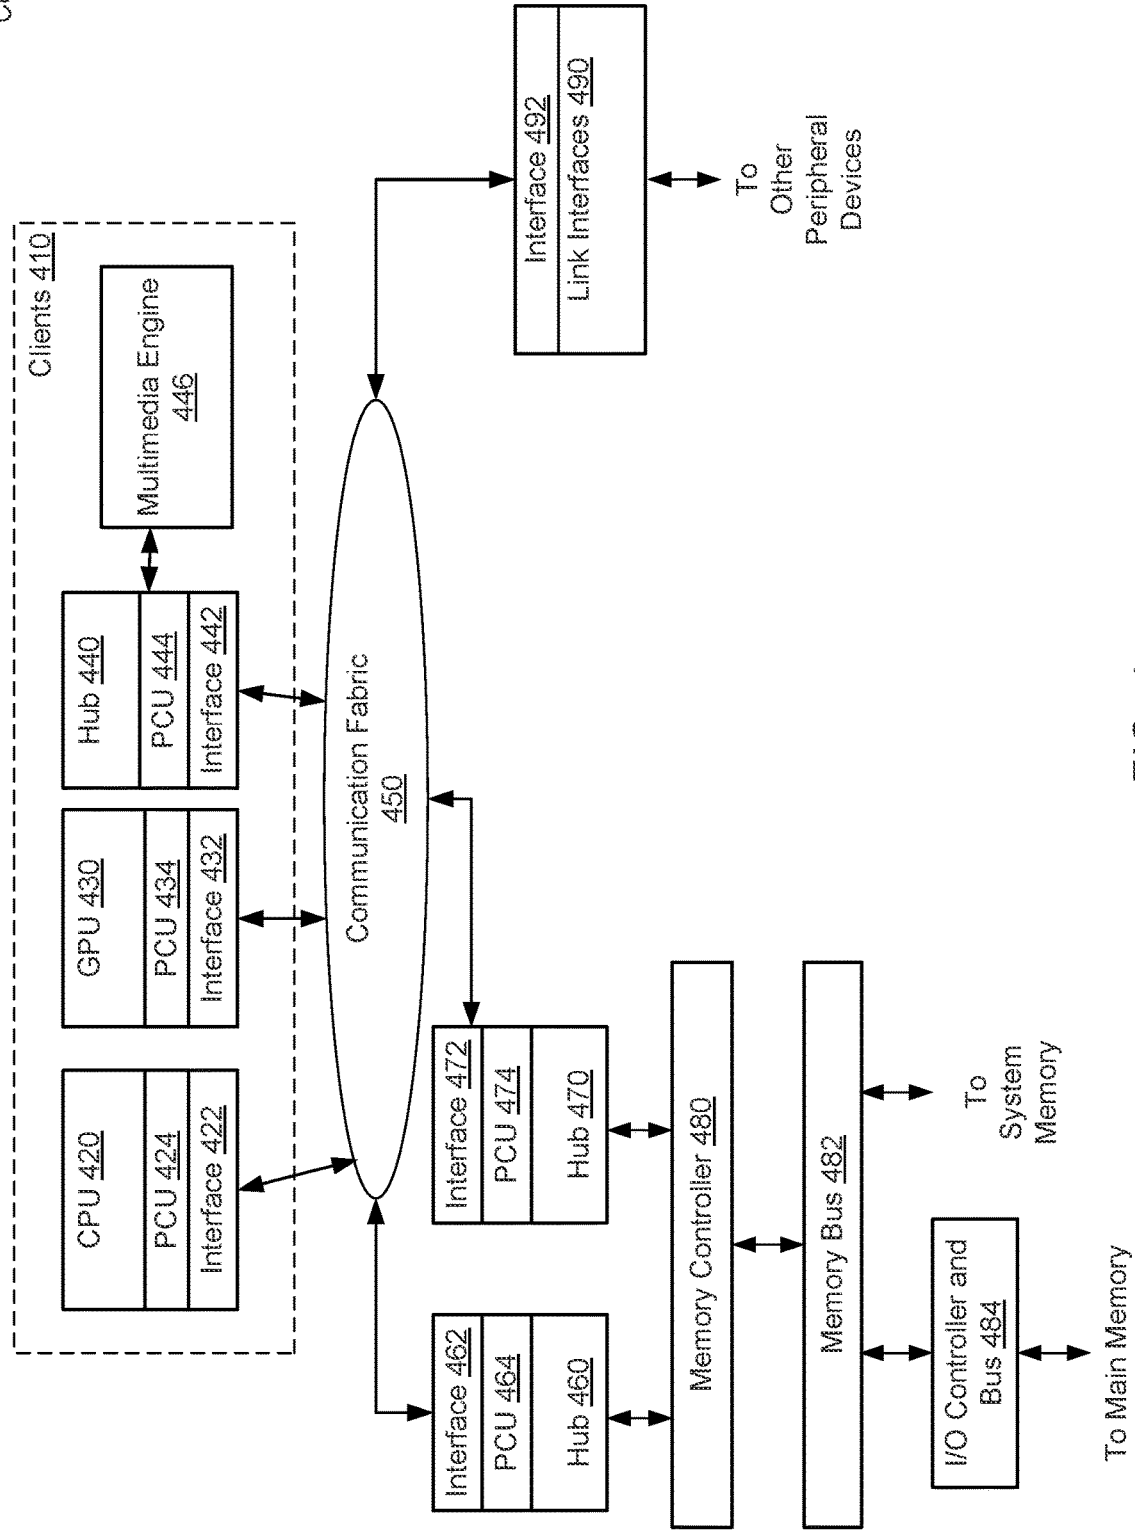 Clients 410
CPU 420
PCU 424
Interface 422
GPU 430
PCU 434
Interface 432
Hub 440
PCU 444
Interface 442
Multimedia Engine
446
Communication Fabric
450
Interface 462
PCU 464
Hub 460
Interface 472
PCU 474
Hub 470
Interface 492
Link Interfaces 490
To
Other
Peripheral
Devices
Memory Controller 480
Memory Bus 482
I/O Controller and
Bus 484
To
System
Memory
To Main Memory